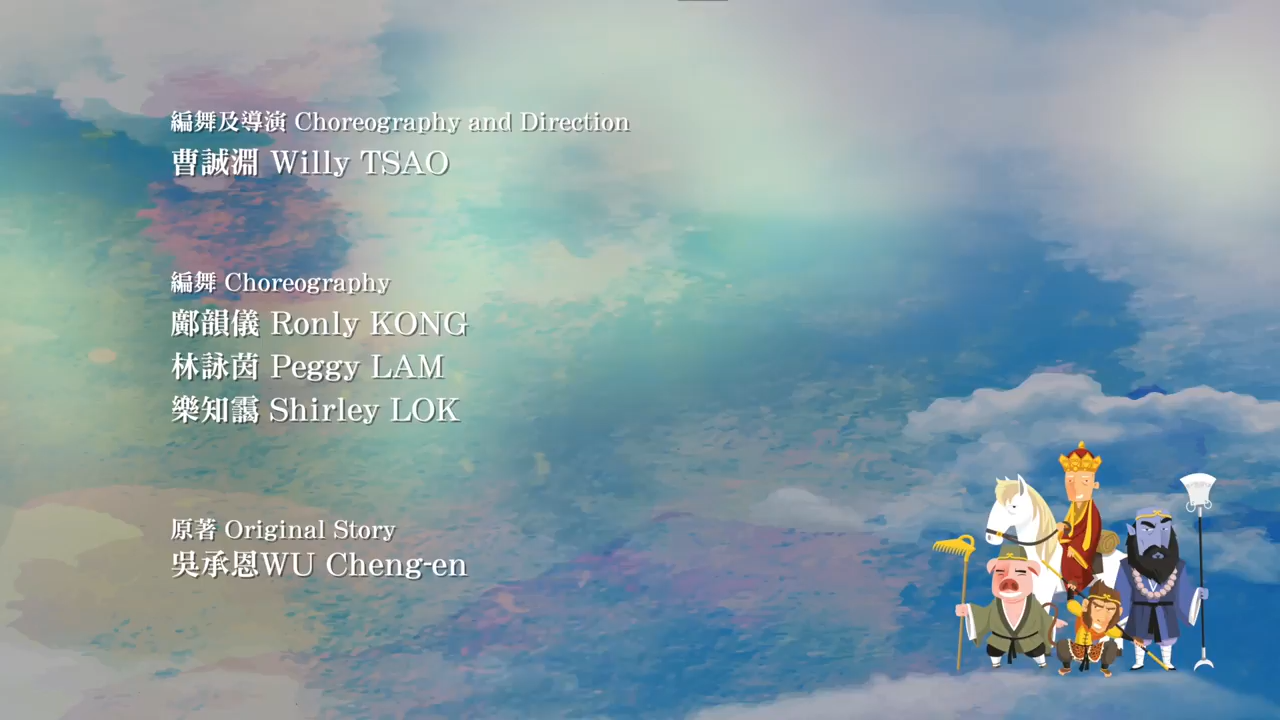 編舞及導演 Choreography and Direction
曹誠淵 Willy TSAO
編舞 Choreography
鄺韻儀 Ronly KONG
林詠茵 Peggy LAM
樂知靄 Shirley LOK
原著 Original Story
吳承恩WU Cheng-en